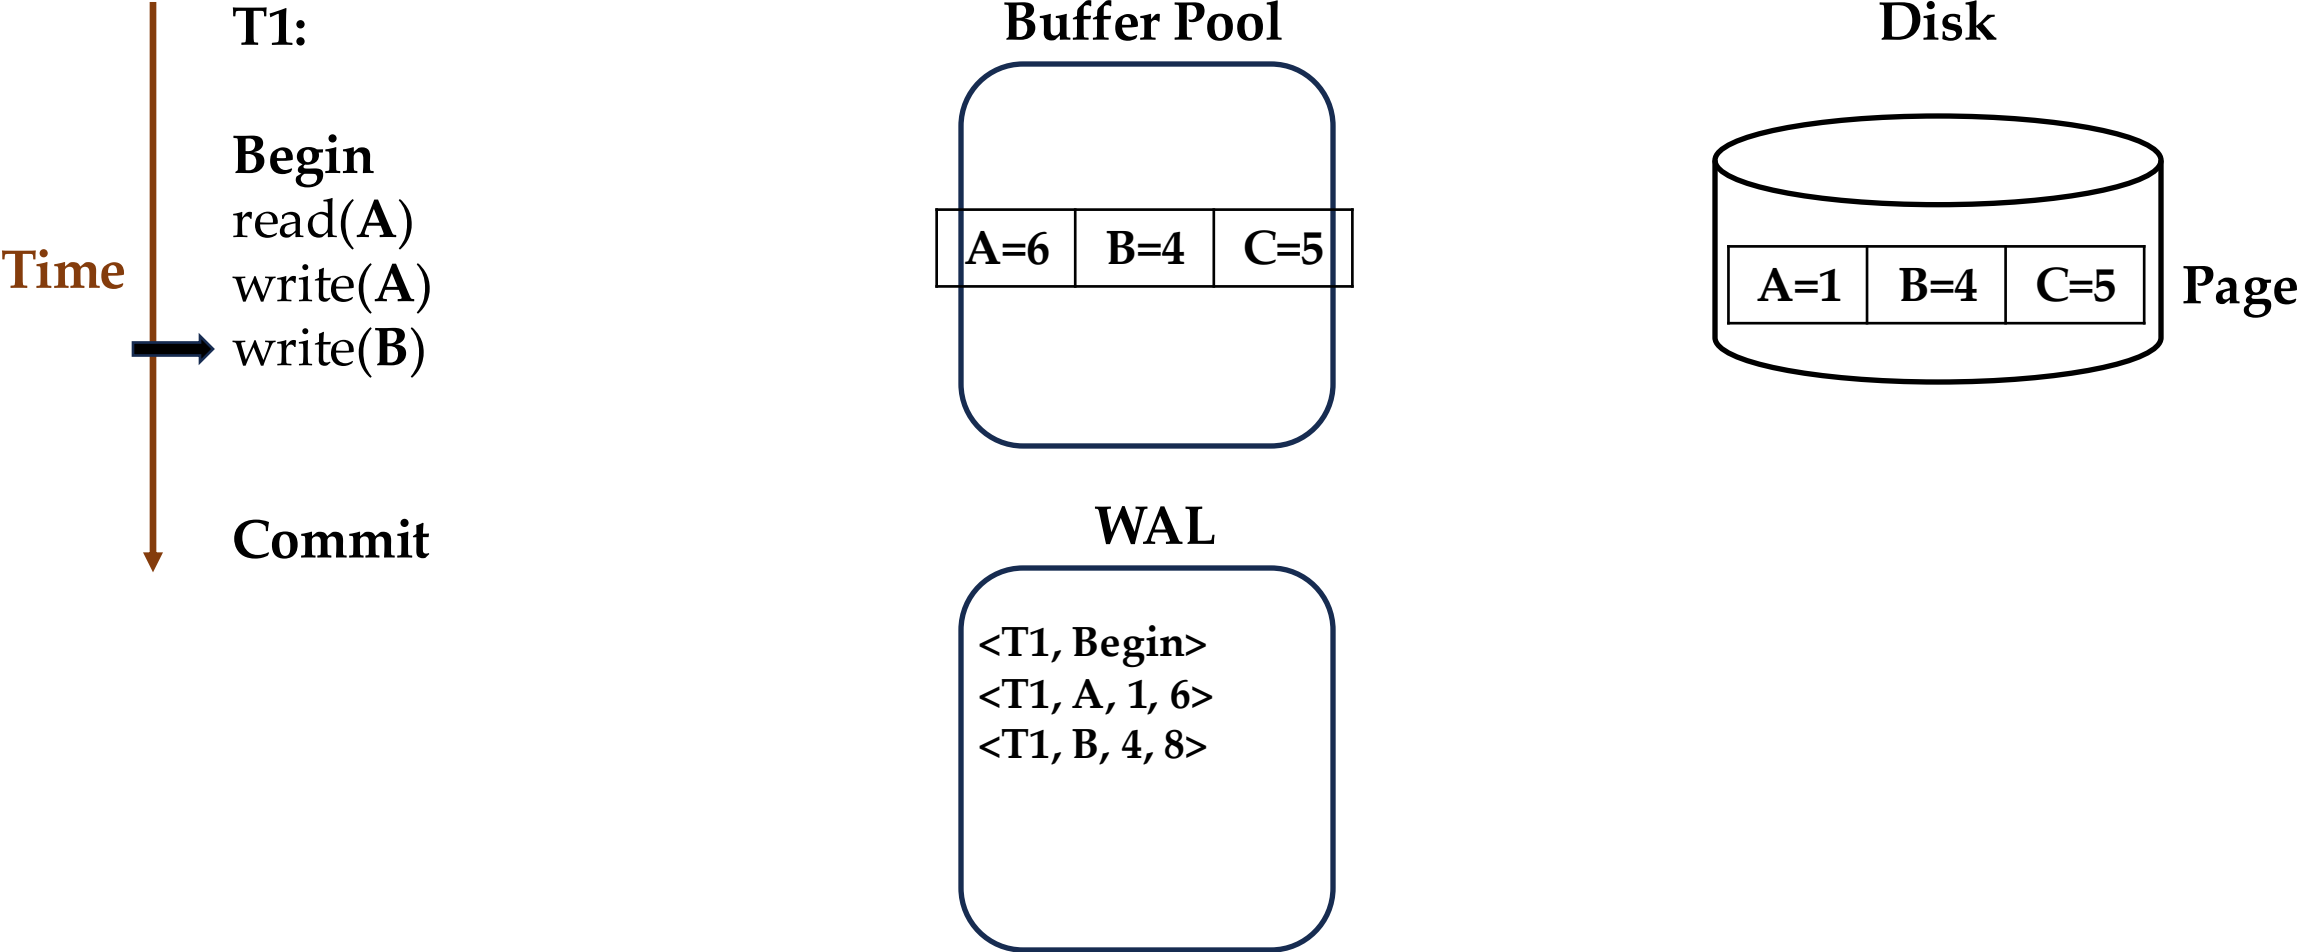 T1:
Begin
read(A)
write(A)
write(B)
Commit
Time
Buffer Pool
A=6 B=4 C=5
WAL
<T1, Begin>
<T1, A, 1, 6>
<T1, B, 4, 8>
Disk
A=1 B=4 C=5
Page